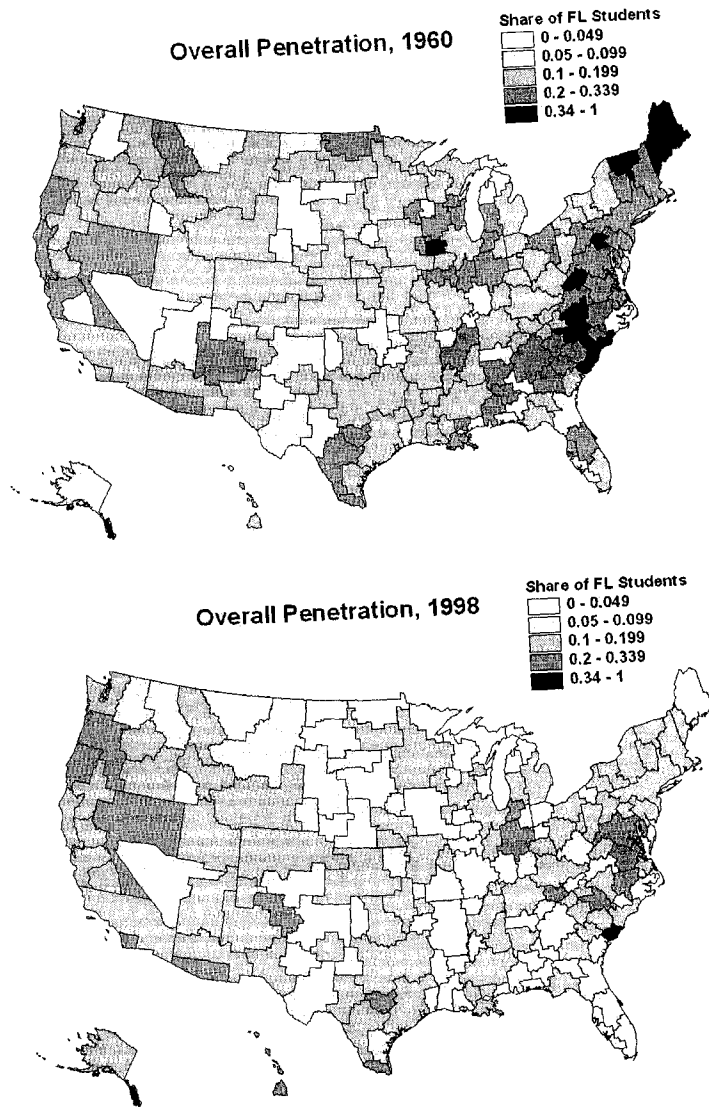 Overall Penetration, 1960
Share of FL Students
0 - 0.049
0.05 - 0.099
0.1 - 0.199
0.2 - 0.339
0.34 - 1
Overall Penetration, 1998
Share of FL Students
0 - 0.049
0.05 - 0.099
0.1 - 0.199
0.2 - 0.339
0.34 - 1